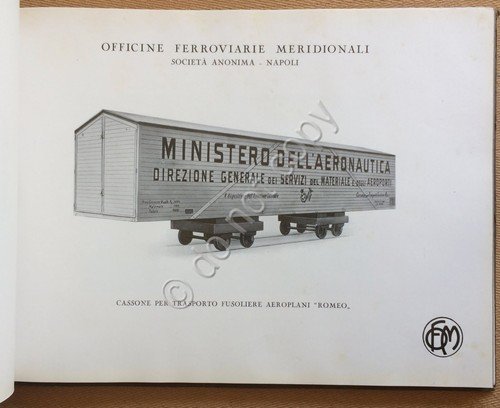 OFFICINE FERROVIARIE MERIDIONALI
SOCIETÀ ANONIMA - NAPOLI
MINISTERO DELL'AERONAUTICA
DIREZIONE GENERALE DEI SERVIZI DEL MATERIALE E DEGLI AEROPORTI
CASSONE PER TRASPORTO FUSOLIERE AEROPLANI "ROMEO„
OFM